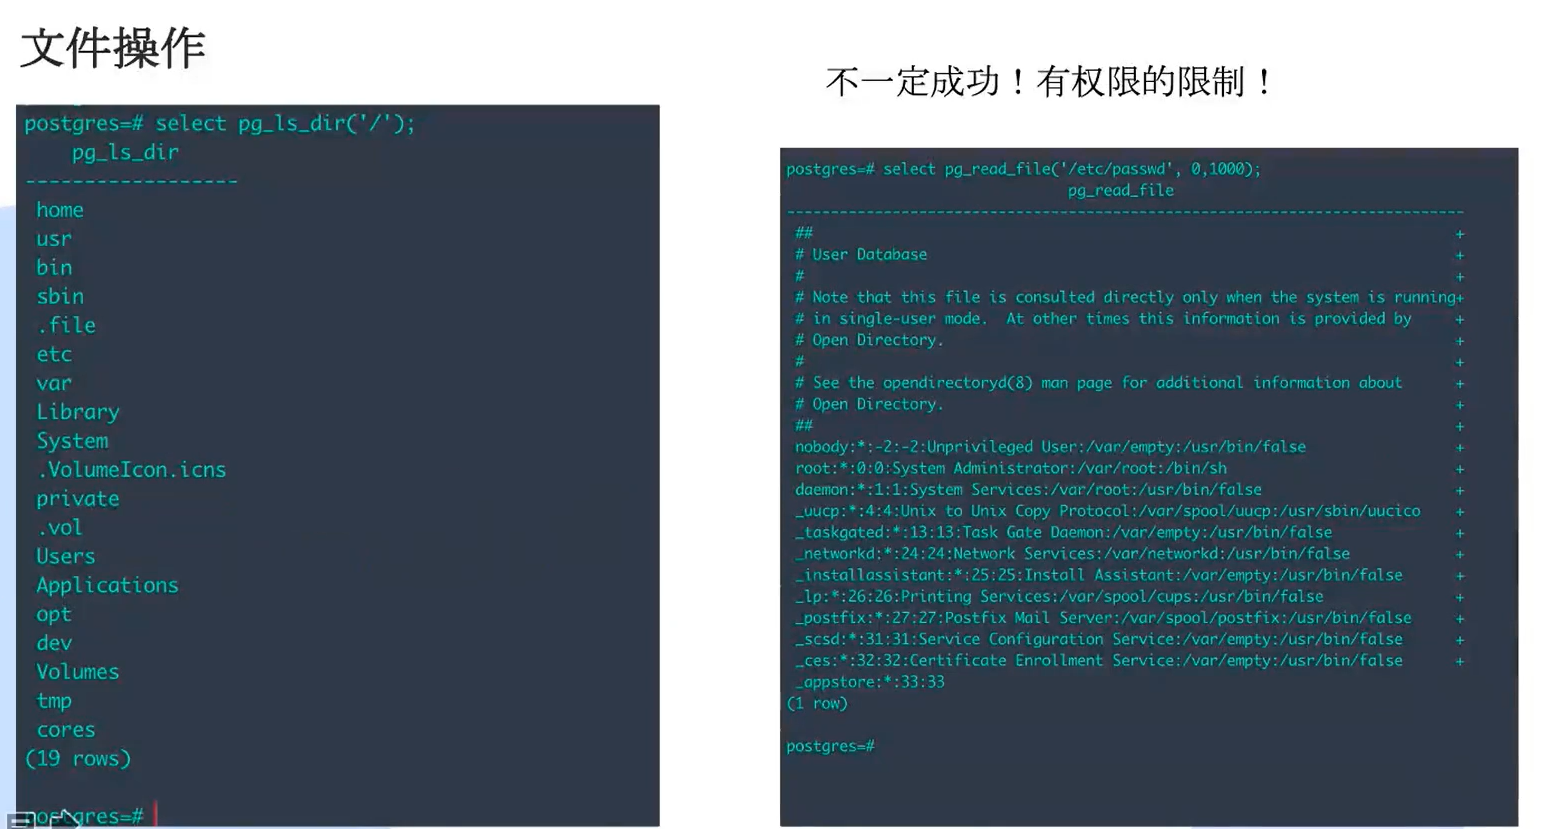 文件操作
postgres=# select pg_ls_dir('/');
pg_ls_dir
------------------
home
usr
bin
sbin
.file
etc
var
Library
System
.VolumeIcon.icns
private
.vol
Users
Applications
opt
dev
Volumes
tmp
cores
(19 rows)
postgres=#
不一定成功！有权限的限制！
postgres=# select pg_read_file('/etc/passwd', 0,1000);
pg_read_file
--------------------------------------------------------------------------------
## +
# User Database +
# +
# Note that this file is consulted directly only when the system is running+
# in single-user mode.  At other times this information is provided by +
# Open Directory. +
# +
# See the opendirectoryd(8) man page for additional information about +
# Open Directory. +
## +
nobody:*:-2:-2:Unprivileged User:/var/empty:/usr/bin/false +
root:*:0:0:System Administrator:/var/root:/bin/sh +
daemon:*:1:1:System Services:/var/root:/usr/bin/false +
_uucp:*:4:4:Unix to Unix Copy Protocol:/var/spool/uucp:/usr/sbin/uucico +
_taskgated:*:13:13:Task Gate Daemon:/var/empty:/usr/bin/false +
_networkd:*:24:24:Network Services:/var/networkd:/usr/bin/false +
_installassistant:*:25:25:Install Assistant:/var/empty:/usr/bin/false +
_lp:*:26:26:Printing Services:/var/spool/cups:/usr/bin/false +
_postfix:*:27:27:Postfix Mail Server:/var/spool/postfix:/usr/bin/false +
_scsd:*:31:31:Service Configuration Service:/var/empty:/usr/bin/false +
_ces:*:32:32:Certificate Enrollment Service:/var/empty:/usr/bin/false +
_appstore:*:33:33
(1 row)
postgres=#